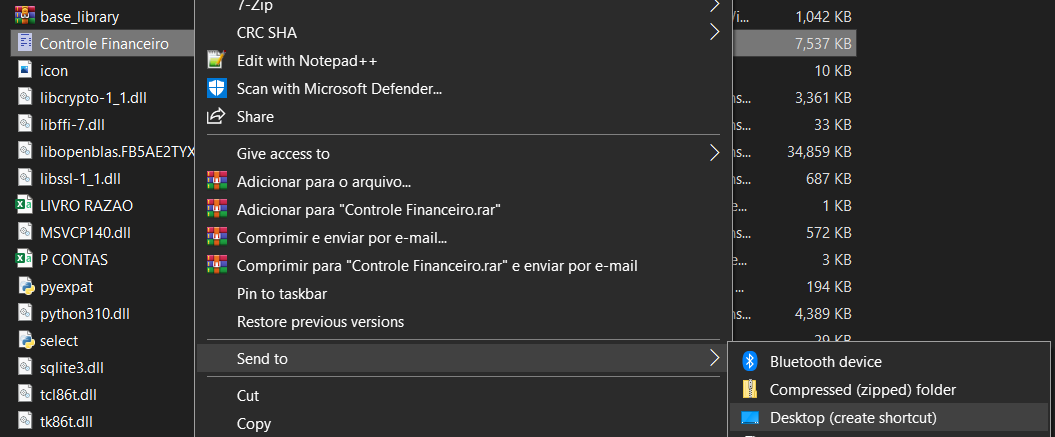 base_library
7-Zip
1,042 KB
Controle Financeiro
CRC SHA
7,537 KB
icon
Edit with Notepad++
10 KB
libcrypto-1_1.dll
Scan with Microsoft Defender...
3,361 KB
libffi-7.dll
Share
33 KB
libopenblas.FB5AE2TYX
Give access to
34,859 KB
libssl-1_1.dll
Adicionar para o arquivo...
687 KB
LIVRO RAZAO
Adicionar para "Controle Financeiro.rar"
1 KB
MSVCP140.dll
Comprimir e enviar por e-mail...
572 KB
P CONTAS
Comprimir para "Controle Financeiro.rar" e enviar por e-mail
3 KB
pyexpat
Pin to taskbar
194 KB
python310.dll
Restore previous versions
4,389 KB
select
29 KB
Send to
sqlite3.dll
Bluetooth device
tcl86t.dll
Cut
Compressed (zipped) folder
tk86t.dll
Copy
Desktop (create shortcut)